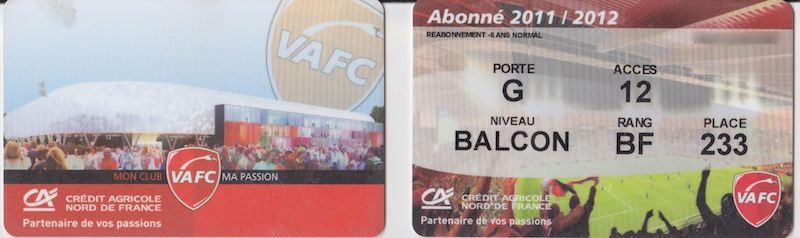 VAFC
MON CLUB VAFC MA PASSION
CA CRÉDIT AGRICOLE
NORD DE FRANCE
Partenaire de vos passions
Abonné 2011 / 2012
REABONNEMENT -8 ANS NORMAL
PORTE ACCES
G 12
NIVEAU RANG PLACE
BALCON BF 233
CA CRÉDIT AGRICOLE
NORD DE FRANCE
Partenaire de vos passions
VAFC